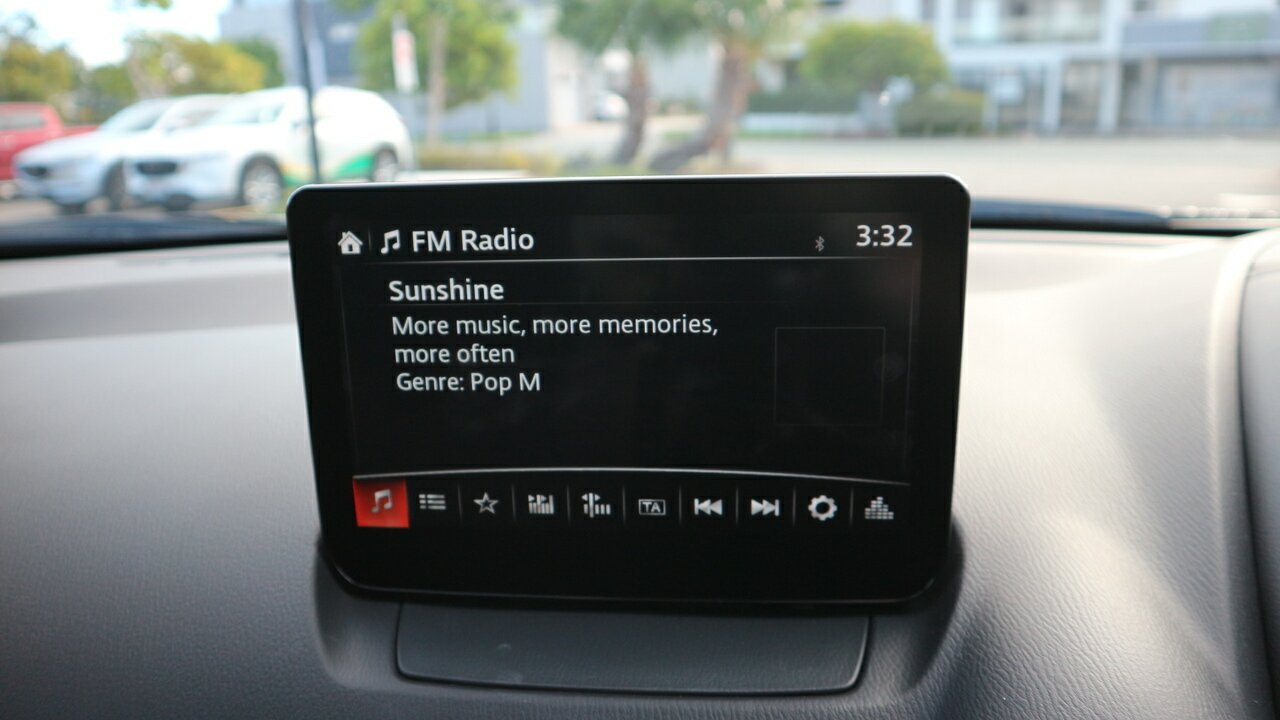 FM Radio
3:32
Sunshine
More music, more memories,
more often
Genre: Pop M
TA